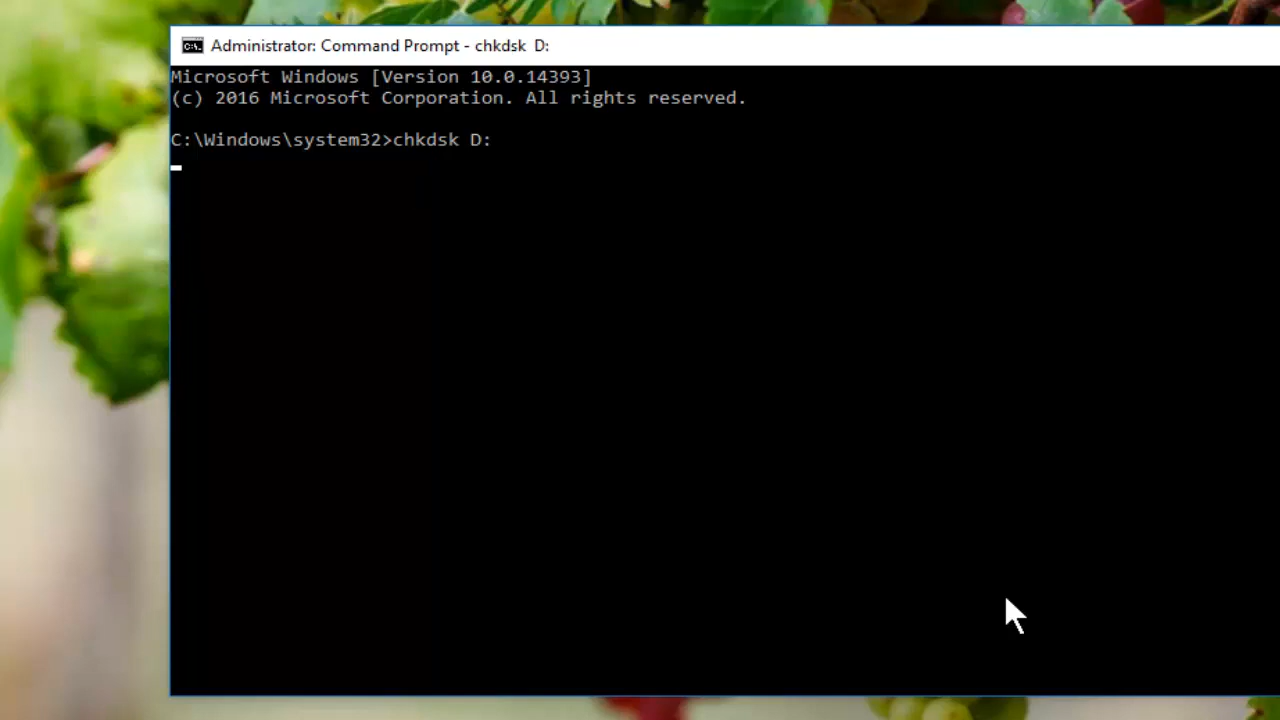 Administrator: Command Prompt - chkdsk  D:
Microsoft Windows [Version 10.0.14393]
(c) 2016 Microsoft Corporation. All rights reserved.
C:\Windows\system32>chkdsk D: